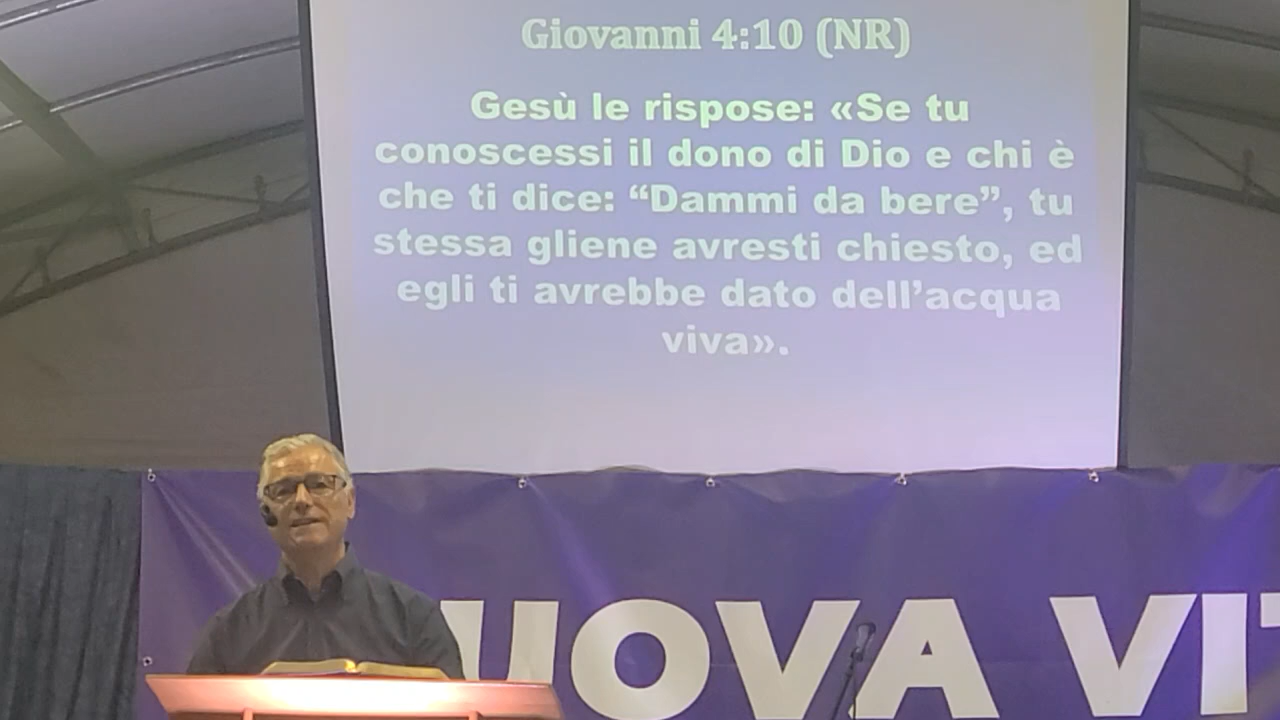 Giovanni 4:10 (NR)
Gesù le rispose: «Se tu
conoscessi il dono di Dio e chi è
che ti dice: “Dammi da bere”, tu
stessa gliene avresti chiesto, ed
egli ti avrebbe dato dell’acqua
viva».
UOVA VIT